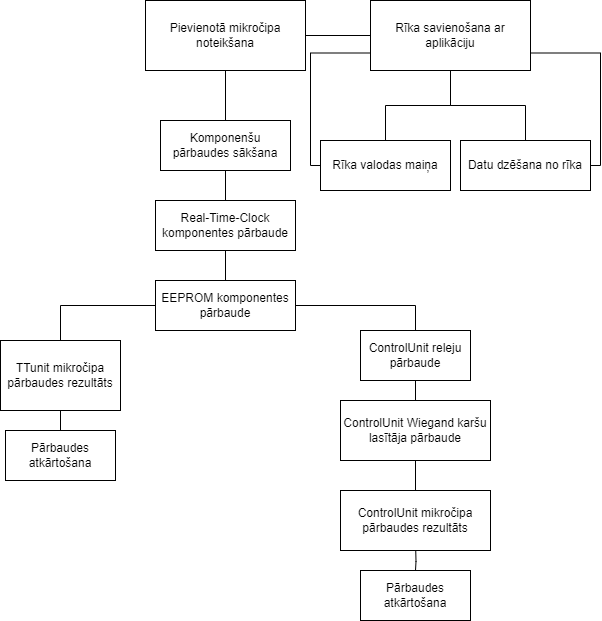 Pievienotā mikročipa
noteikšana
Rīka savienošana ar
aplikāciju
Komponenšu
pārbaudes sākšana
Rīka valodas maiņa
Datu dzēšana no rīka
Real-Time-Clock
komponentes pārbaude
EEPROM komponentes
pārbaude
TTunit mikročipa
pārbaudes rezultāts
Pārbaudes
atkārtošana
ControlUnit releju
pārbaude
ControlUnit Wiegand karšu
lasītāja pārbaude
ControlUnit mikročipa
pārbaudes rezultāts
Pārbaudes
atkārtošana